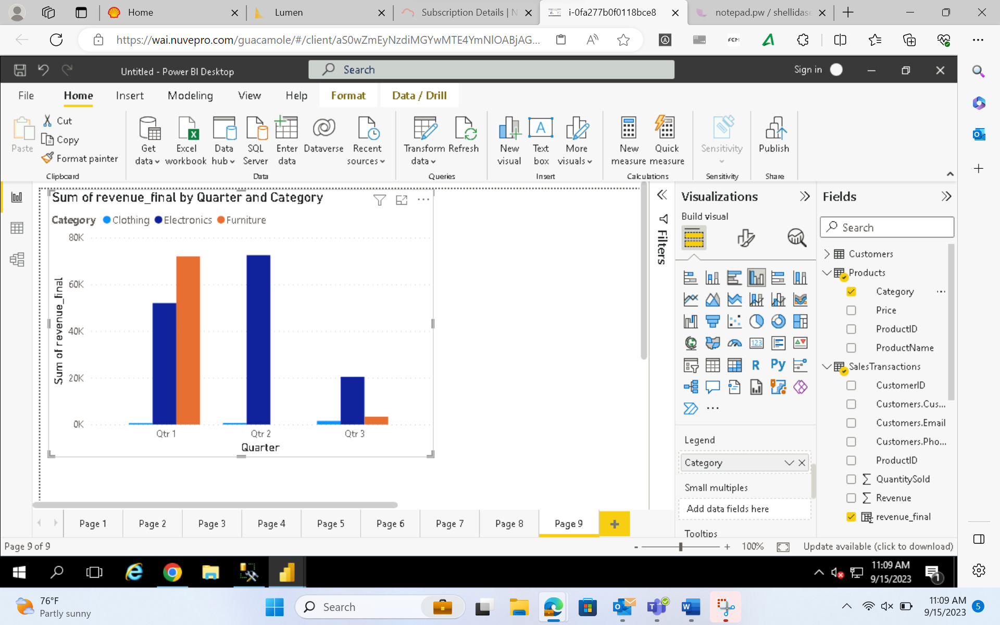 Home
Lumen
Subscription Details | N
i-0fa277b0f0118bce8
notepad.pw / shellidase
https://wai.nuvepro.com/guacamole/#/client/aS0wZmEyNzdiMGYwMTE4YmNlOABjAG...
FCM
Untitled - Power BI Desktop
Search
Sign in
File
Home
Insert
Modeling
View
Help
Format
Data / Drill
Paste
Cut
Copy
Format painter
Clipboard
Get data
Excel workbook
Data hub
SQL Server
Enter data
Dataverse
Recent sources
Data
Transform data
Refresh
Queries
New visual
Text box
More visuals
Insert
New measure
Quick measure
Calculations
Sensitivity
Sensitivity
Publish
Share
Sum of revenue_final by Quarter and Category
Category Clothing Electronics Furniture
80K
60K
40K
20K
0K
Sum of revenue_final
Qtr 1
Qtr 2
Qtr 3
Quarter
Filters
Visualizations
Build visual
123
R
Py
Legend
Category
Small multiples
Add data fields here
Tooltips
Fields
Search
Customers
Products
Category
Price
ProductID
ProductName
SalesTransactions
CustomerID
Customers.Cus...
Customers.Email
Customers.Pho...
ProductID
QuantitySold
Revenue
revenue_final
Page 1
Page 2
Page 3
Page 4
Page 5
Page 6
Page 7
Page 8
Page 9
Page 9 of 9
100%
Update available (click to download)
11:09 AM
9/15/2023
1
76°F
Partly sunny
Search
11:09 AM
9/15/2023
5